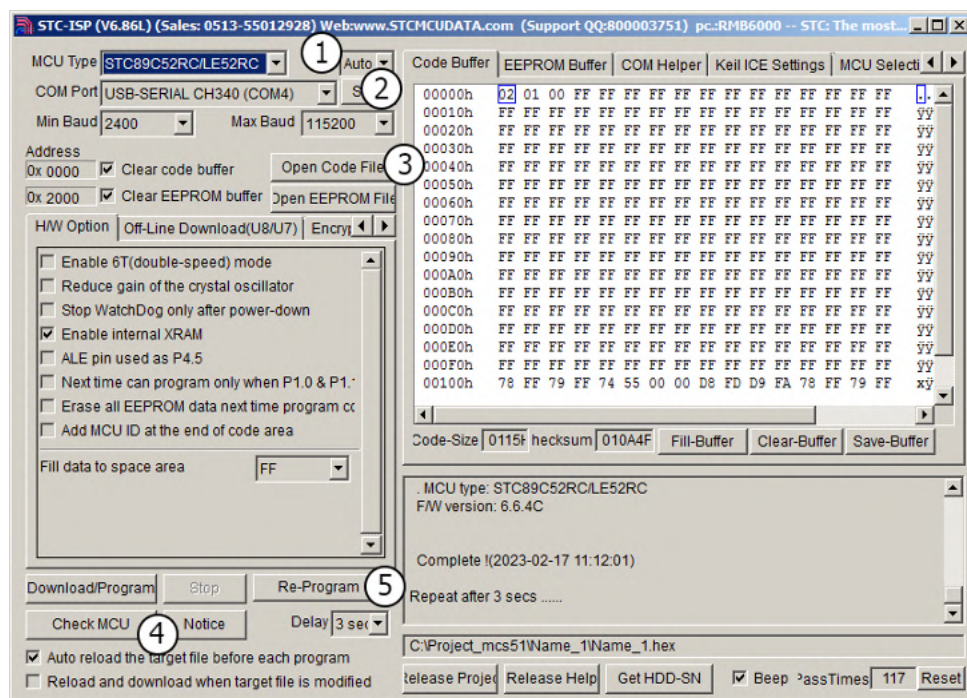 STC-ISP (V6.86L) (Sales: 0513-55012928) Web:www.STCMCUDATA.com (Support QQ:800003751) pc.:RMB6000 -- STC: The most...
MCU Type STC89C52RC/LE52RC 1 Auto
COM Port USB-SERIAL CH340 (COM4) S 2
Min Baud 2400 Max Baud 115200
Address
0x 0000 Clear code buffer Open Code File 3
0x 2000 Clear EEPROM buffer Open EEPROM File
H/W Option Off-Line Download(U8/U7) Encryp
Enable 6T(double-speed) mode
Reduce gain of the crystal oscillator
Stop WatchDog only after power-down
Enable internal XRAM
ALE pin used as P4.5
Next time can program only when P1.0 & P1.
Erase all EEPROM data next time program co
Add MCU ID at the end of code area
Fill data to space area FF
Download/Program Stop Re-Program 5
Check MCU 4 Notice Delay 3 sec
Auto reload the target file before each program
Reload and download when target file is modified
Code Buffer EEPROM Buffer COM Helper Keil ICE Settings MCU Selecti
00000h 02 01 00 FF FF FF FF FF FF FF FF FF FF FF FF ..
00010h FF FF FF FF FF FF FF FF FF FF FF FF FF FF FF ÿÿ
00020h FF FF FF FF FF FF FF FF FF FF FF FF FF FF FF ÿÿ
00030h FF FF FF FF FF FF FF FF FF FF FF FF FF FF FF ÿÿ
00040h FF FF FF FF FF FF FF FF FF FF FF FF FF FF FF ÿÿ
00050h FF FF FF FF FF FF FF FF FF FF FF FF FF FF FF ÿÿ
00060h FF FF FF FF FF FF FF FF FF FF FF FF FF FF FF ÿÿ
00070h FF FF FF FF FF FF FF FF FF FF FF FF FF FF FF ÿÿ
00080h FF FF FF FF FF FF FF FF FF FF FF FF FF FF FF ÿÿ
00090h FF FF FF FF FF FF FF FF FF FF FF FF FF FF FF ÿÿ
000A0h FF FF FF FF FF FF FF FF FF FF FF FF FF FF FF ÿÿ
000B0h FF FF FF FF FF FF FF FF FF FF FF FF FF FF FF ÿÿ
000C0h FF FF FF FF FF FF FF FF FF FF FF FF FF FF FF ÿÿ
000D0h FF FF FF FF FF FF FF FF FF FF FF FF FF FF FF ÿÿ
000E0h FF FF FF FF FF FF FF FF FF FF FF FF FF FF FF ÿÿ
000F0h FF FF FF FF FF FF FF FF FF FF FF FF FF FF FF ÿÿ
00100h 78 FF 79 FF 74 55 00 00 D8 FD D9 FA 78 FF 79 FF xÿ
Code-Size 0115H hecksum 010A4F Fill-Buffer Clear-Buffer Save-Buffer
. MCU type: STC89C52RC/LE52RC
F/W version: 6.6.4C
Complete !(2023-02-17 11:12:01)
Repeat after 3 secs ......
C:\Project_mcs51\Name_1\Name_1.hex
Release Projec Release Help Get HDD-SN Beep PassTimes 117 Reset